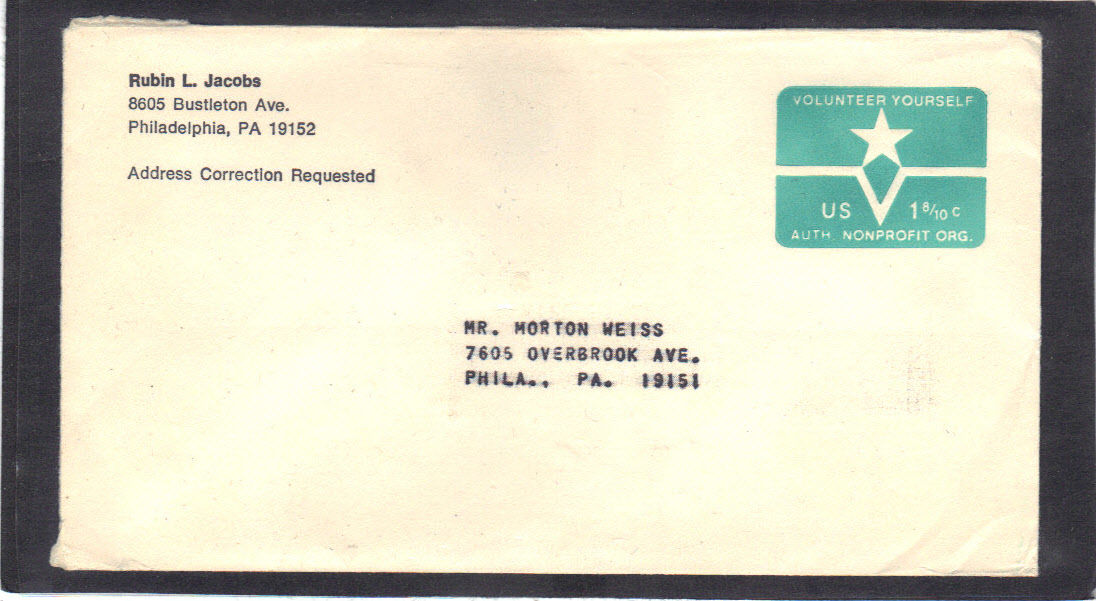 Rubin L. Jacobs
8605 Bustleton Ave.
Philadelphia, PA 19152
Address Correction Requested
VOLUNTEER YOURSELF
US 1 8/10 c
AUTH. NONPROFIT ORG.
MR. MORTON WEISS
7605 OVERBROOK AVE.
PHILA., PA. 19151